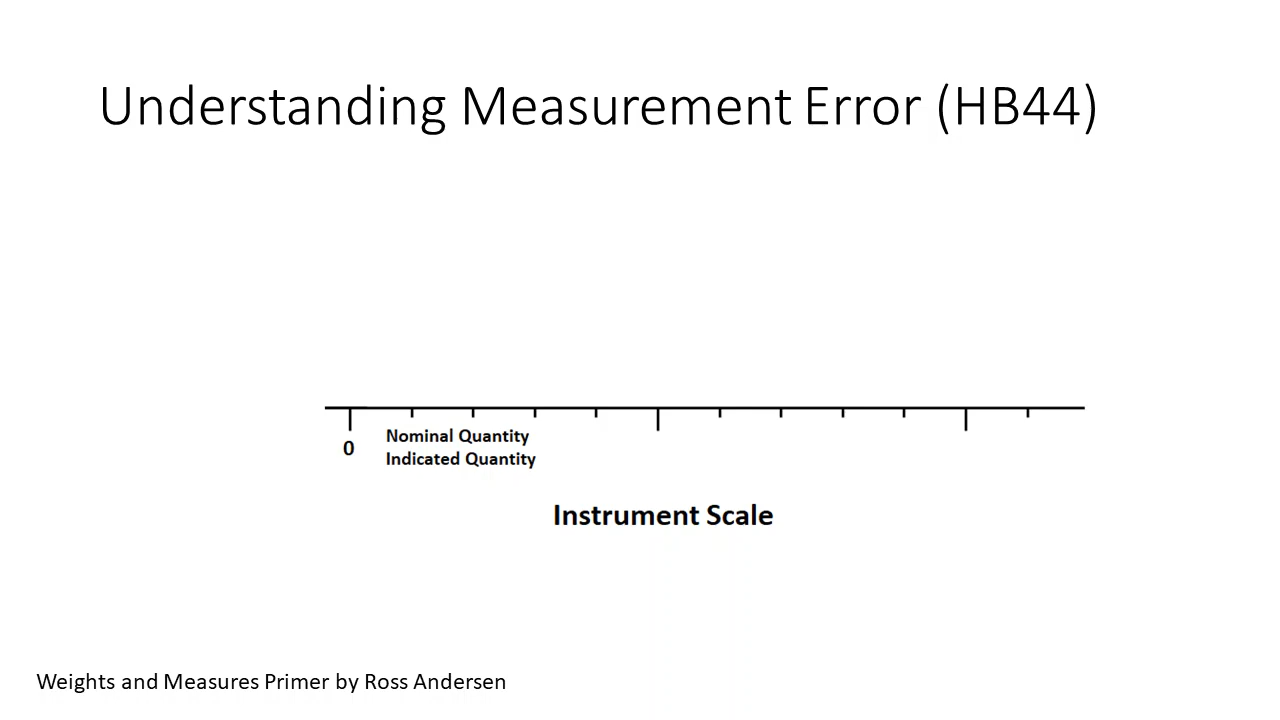 Understanding Measurement Error (HB44)
0
Nominal Quantity
Indicated Quantity
Instrument Scale
Weights and Measures Primer by Ross Andersen